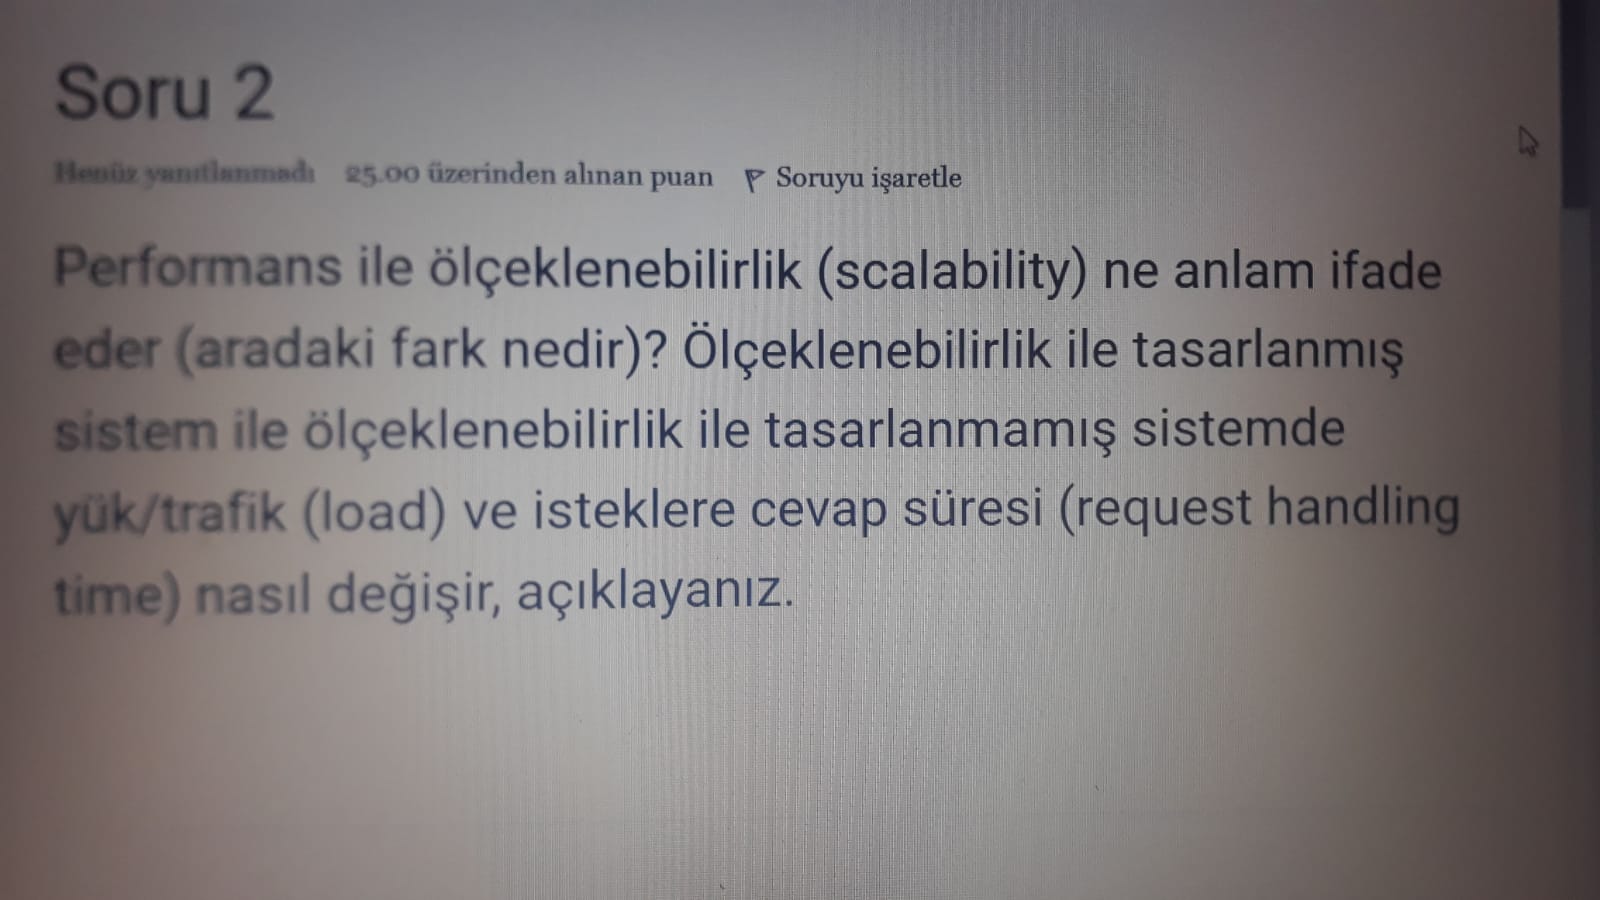 Soru 2
Henüz yanıtlanmadı 25.00 üzerinden alınan puan Soruyu işaretle
Performans ile ölçeklenebilirlik (scalability) ne anlam ifade
eder (aradaki fark nedir)? Ölçeklenebilirlik ile tasarlanmış
sistem ile ölçeklenebilirlik ile tasarlanmamış sistemde
yük/trafik (load) ve isteklere cevap süresi (request handling
time) nasıl değişir, açıklayanız.